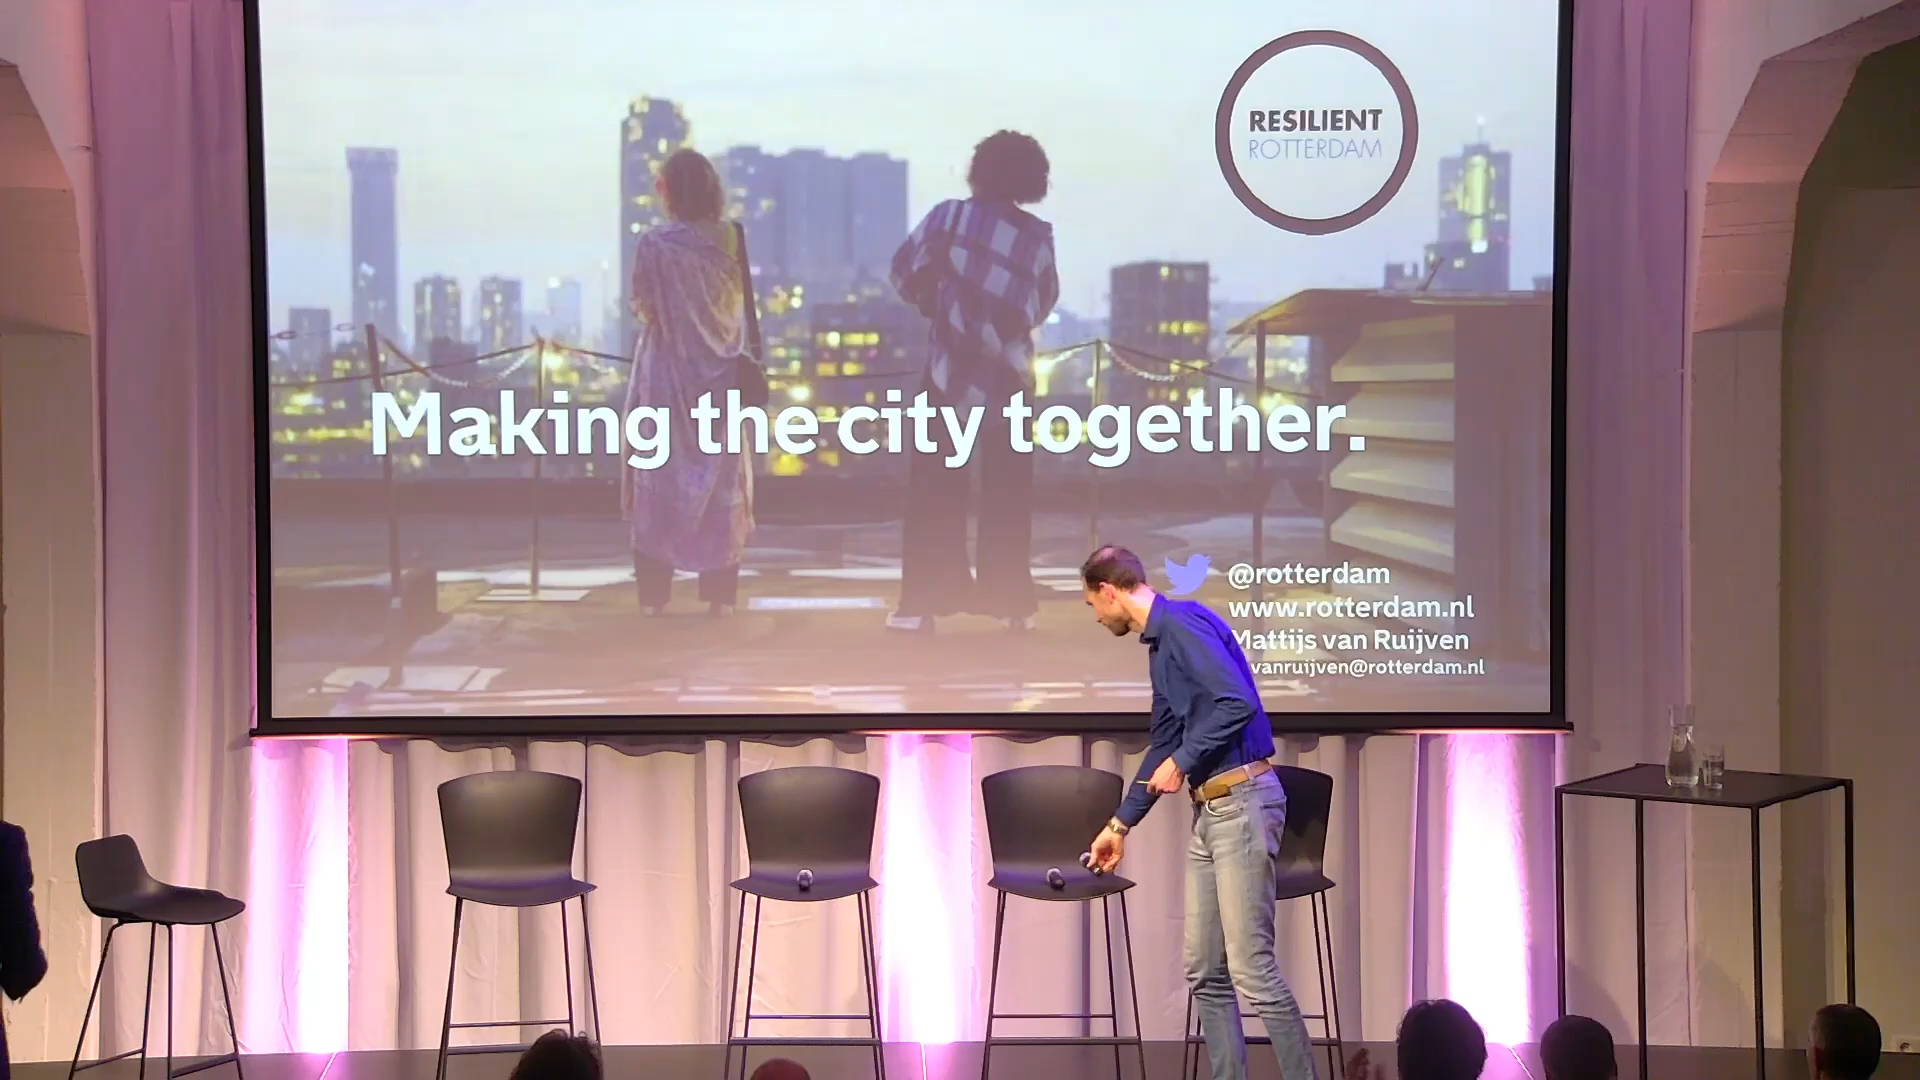 RESILIENT
ROTTERDAM
Making the city together.
@rotterdam
www.rotterdam.nl
Mattijs van Ruijven
vanruijven@rotterdam.nl